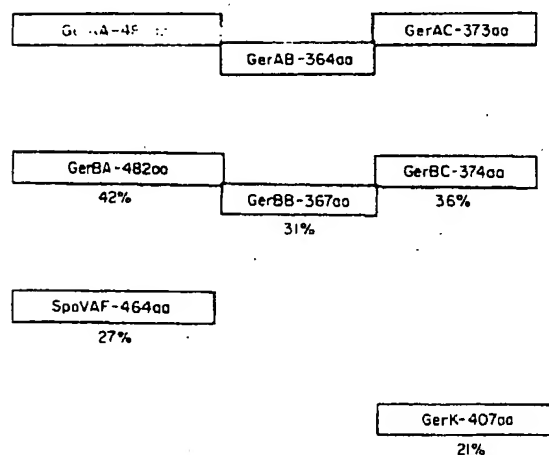 GerAC-373aa
GerAB-364aa
GerBA-482aa
GerBC-374aa
42%
GerBB-367aa
36%
31%
SpoVAF-464aa
27%
GerK-407aa
21%